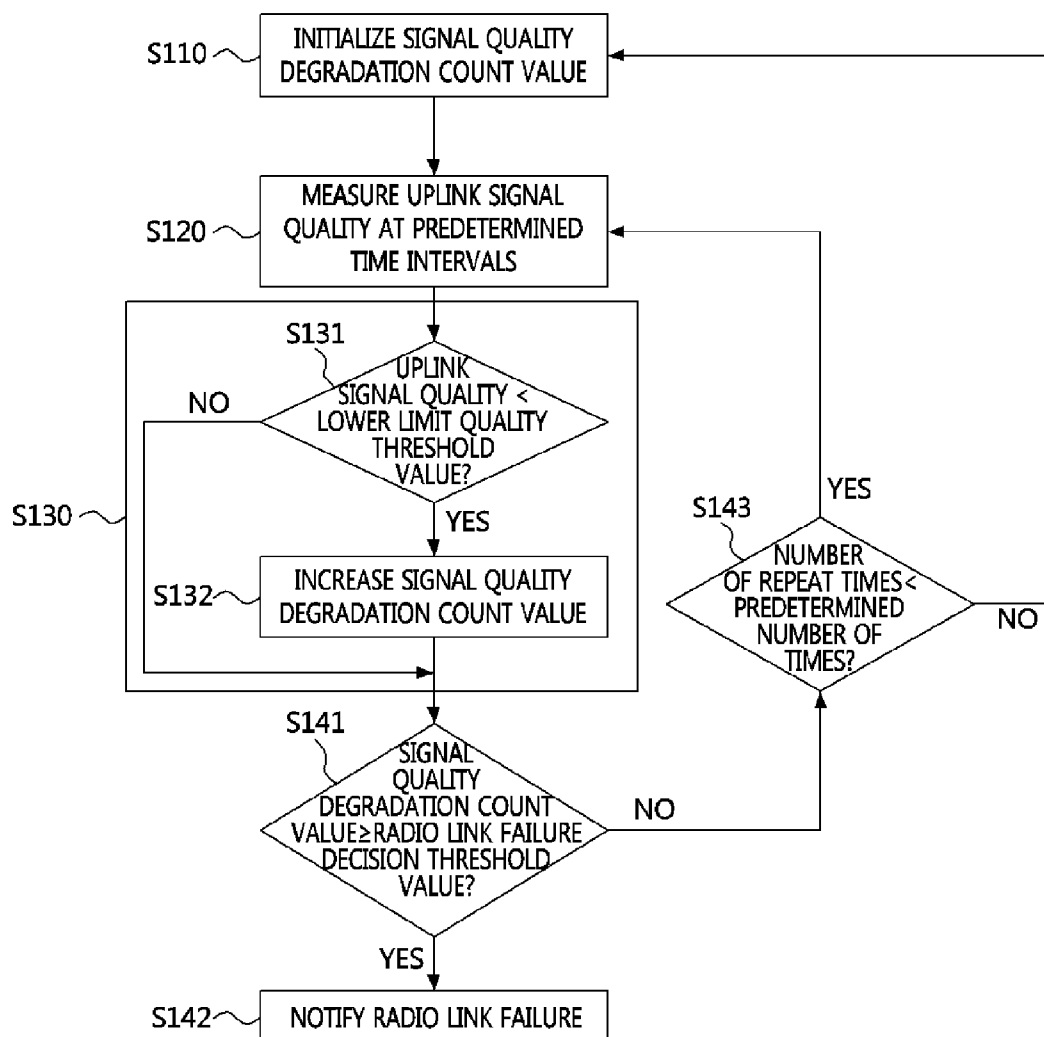 S110
INITIALIZE SIGNAL QUALITY
DEGRADATION COUNT VALUE
S120
MEASURE UPLINK SIGNAL
QUALITY AT PREDETERMINED
TIME INTERVALS
S130
S131
UPLINK
SIGNAL QUALITY <
LOWER LIMIT QUALITY
THRESHOLD
VALUE?
NO
YES
S132
INCREASE SIGNAL QUALITY
DEGRADATION COUNT VALUE
S143
YES
NUMBER
OF REPEAT TIMES<
PREDETERMINED
NUMBER OF
TIMES?
NO
S141
SIGNAL
QUALITY
DEGRADATION COUNT
VALUE≥RADIO LINK FAILURE
DECISION THRESHOLD
VALUE?
NO
YES
S142
NOTIFY RADIO LINK FAILURE